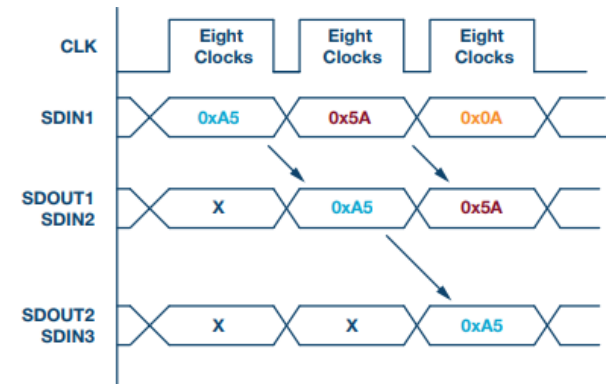 CLK
Eight Eight Eight
Clocks Clocks Clocks
SDIN1 0xA5 0x5A 0x0A
SDOUT1
SDIN2
X 0xA5 0x5A
SDOUT2
SDIN3
X X 0xA5